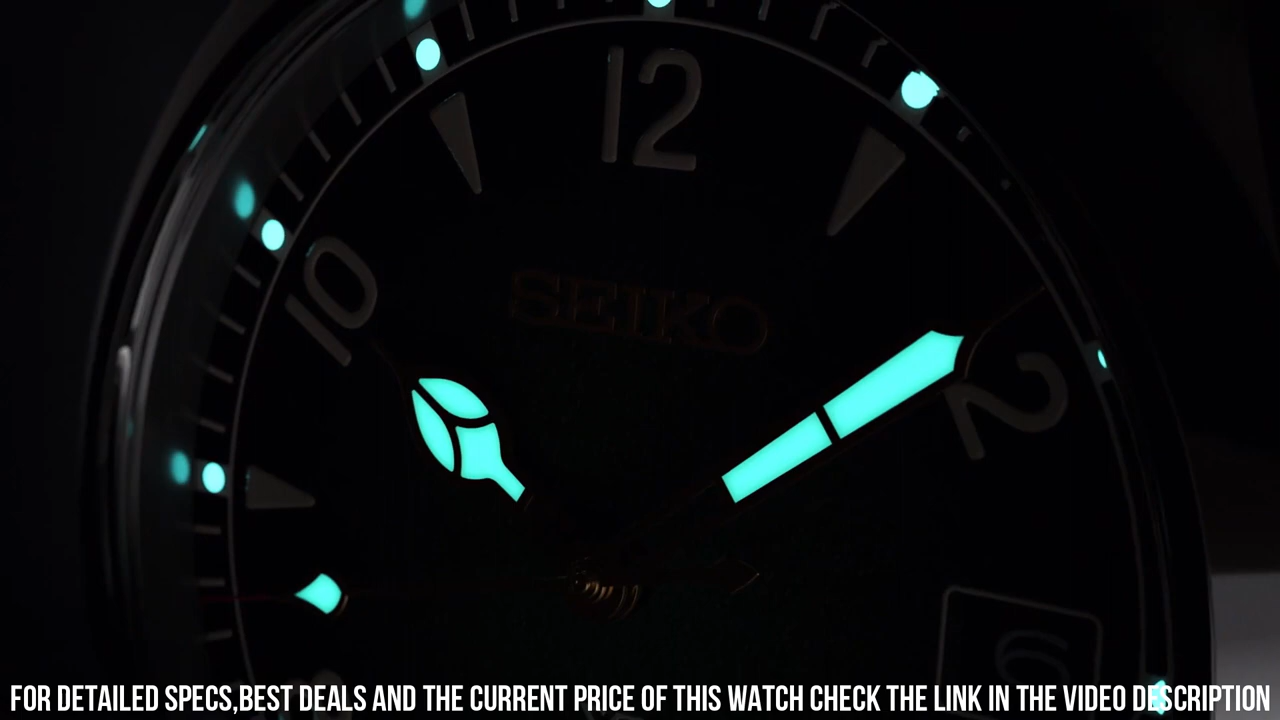 12
10
SEIKO
2
6
FOR DETAILED SPECS,BEST DEALS AND THE CURRENT PRICE OF THIS WATCH CHECK THE LINK IN THE VIDEO DESCRIPTION